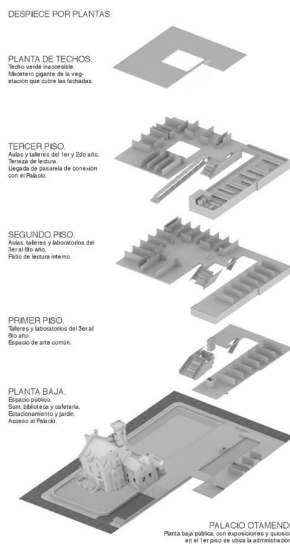 DESPIECE POR PLANTAS.
PLANTA DE TECHOS.
Techo verde inaccesible.
Macetero gigante de la veg-
etación que cubre las fachadas.
TERCER PISO.
Aulas y talleres del 1er y 2do año.
Terraza de lectura.
Llegada de pasarela de conexión
con el Palacio.
SEGUNDO PISO.
Aulas, talleres y laboratorios del
3er al 6to año.
Patio de lectura interno.
PRIMER PISO.
Talleres y laboratorios del 3er al
6to año.
Espacio de arte común.
PLANTA BAJA.
Espacio público.
Sum, biblioteca y cafetería.
Estacionamiento y jardín.
Acceso al Palacio.
PALACIO OTAMENDI
Planta baja pública, con exposiciones y quiosco
en el 1er piso se ubica la administración